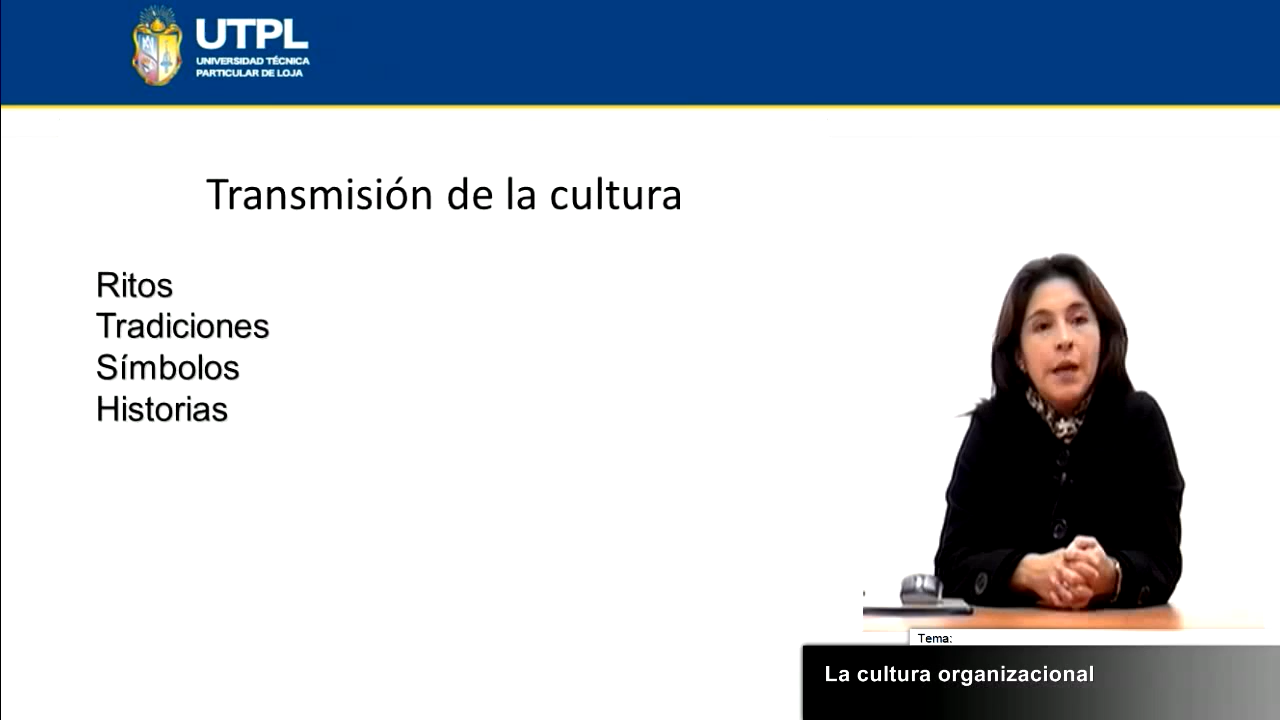 UTPL
UNIVERSIDAD TÉCNICA
PARTICULAR DE LOJA
Transmisión de la cultura
Ritos
Tradiciones
Símbolos
Historias
Tema:
La cultura organizacional